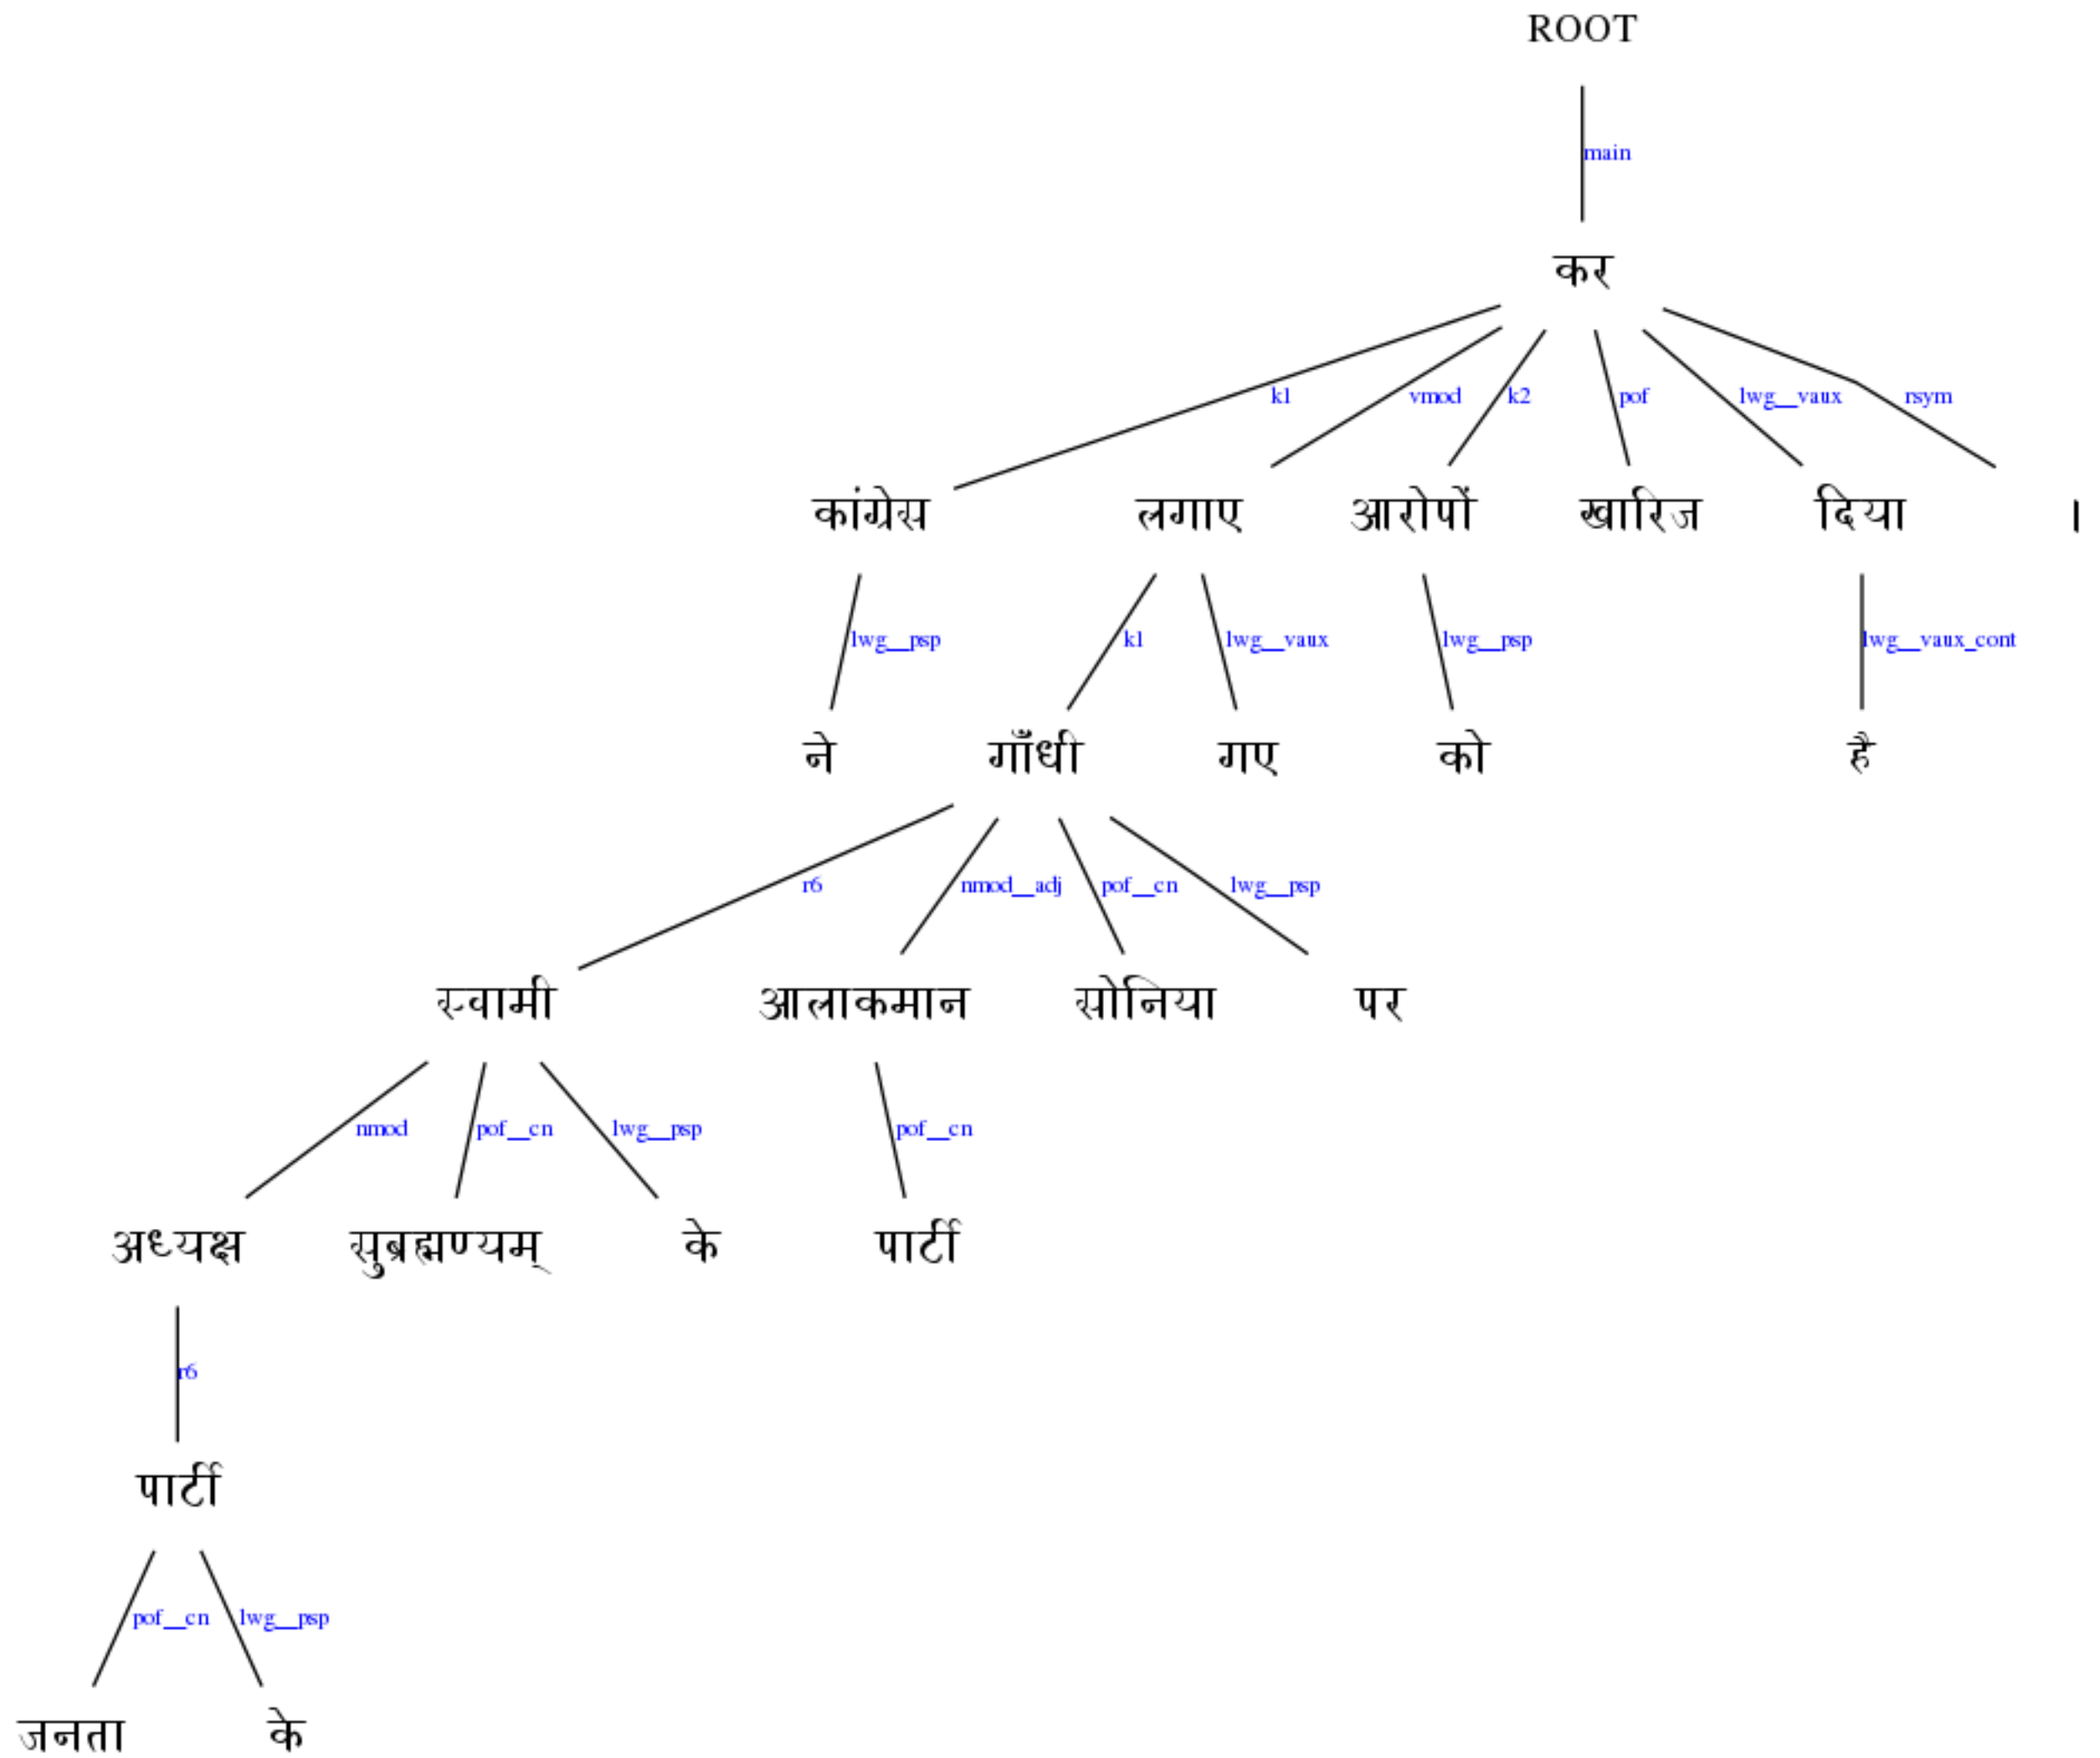 ROOT
main
कर
k1 vmod k2 pof lwg__vaux rsym
कांग्रेस लगाए आरोपों खारिज दिया ।
lwg__psp k1 lwg__vaux lwg__psp lwg__vaux_cont
ने गाँधी गए को है
r6 nmod__adj pof__cn lwg__psp
स्वामी आलाकमान सोनिया पर
nmod pof__cn lwg__psp pof__cn
अध्यक्ष सुब्रह्मण्यम् के पार्टी
r6
पार्टी
pof__cn lwg__psp
जनता के